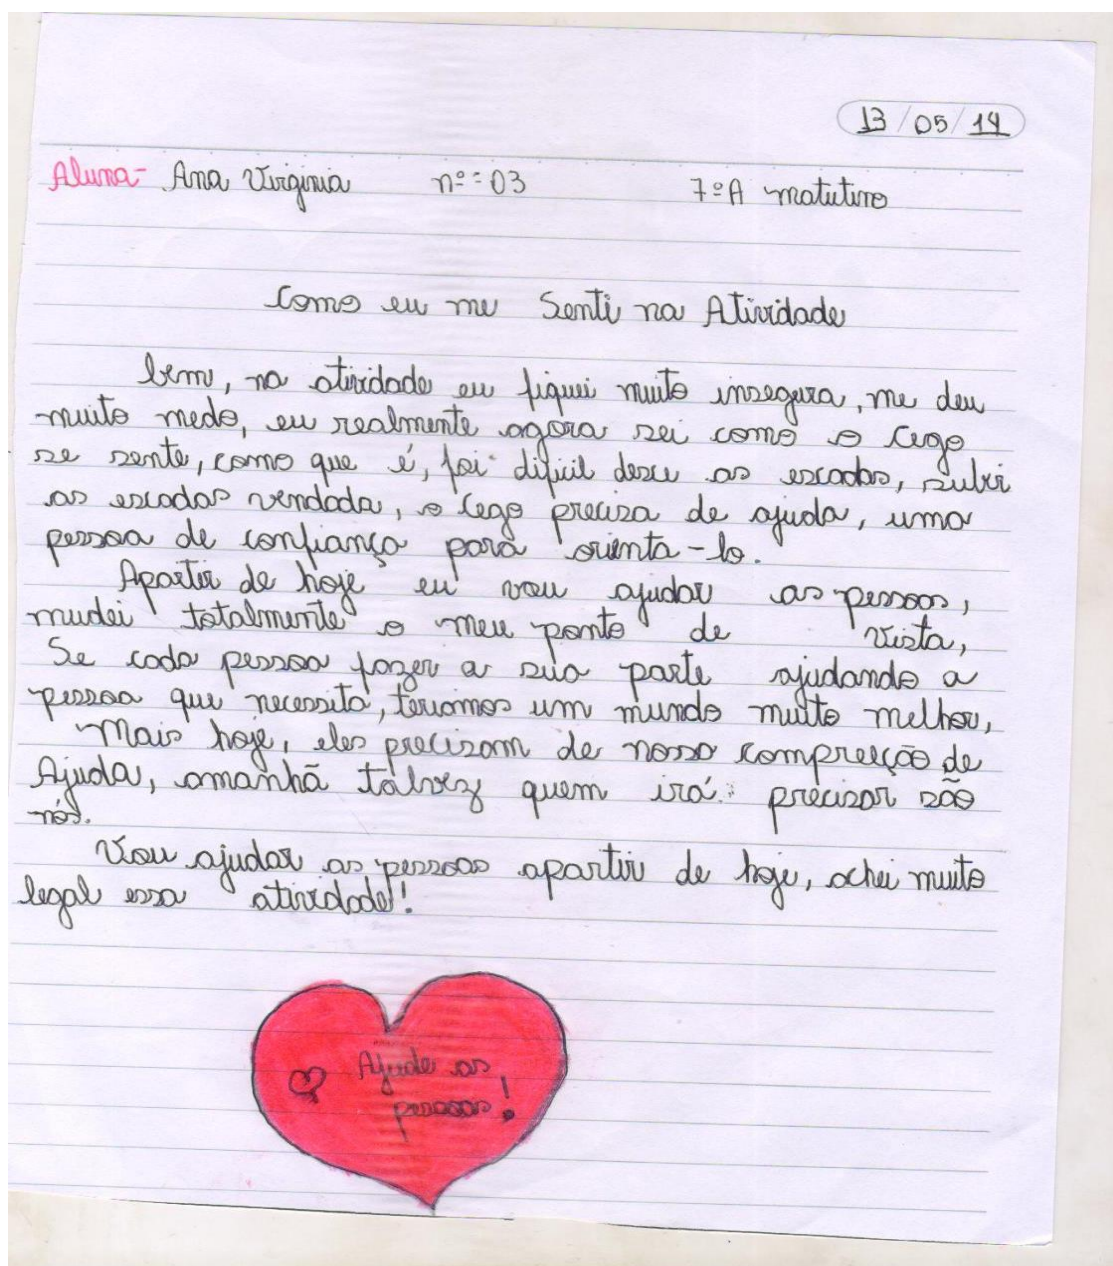 13/05/14
Aluna- Ana Virginia nº=03 7ºA matutino
Como eu me Senti na Atividade
bem, na atividade eu fiquei muito insegura, me deu
muito medo, eu realmente agora sei como o cego
se sente, como que é, foi dificil desce as escadas, subir
as escadas vendada, o cego precisa de ajuda, uma
pessoa de confiança para orienta-lo.
Apartir de hoje eu vou ajudar as pessoas,
mudei totalmente o meu ponto de vista,
Se cada pessoa fazer a sua parte ajudando a
pessoa que necessita, teriamos um mundo muito melhor,
Mais hoje, eles precisam de nossa compreeção de
Ajuda, amanhã talvez quem irá precisar são
nós.
Vou ajudar as pessoas apartir de hoje, achei muito
legal essa atividade!
Ajude as
pessoas!